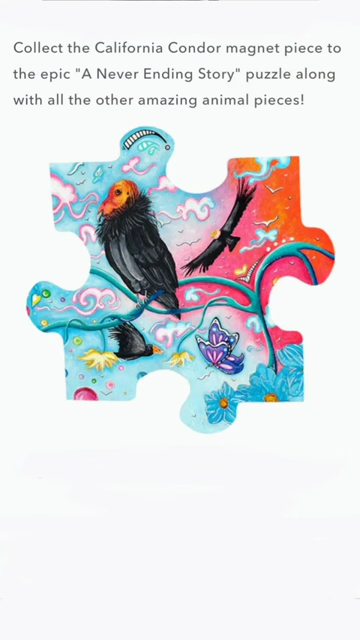 Collect the California Condor magnet piece to
the epic "A Never Ending Story" puzzle along
with all the other amazing animal pieces!